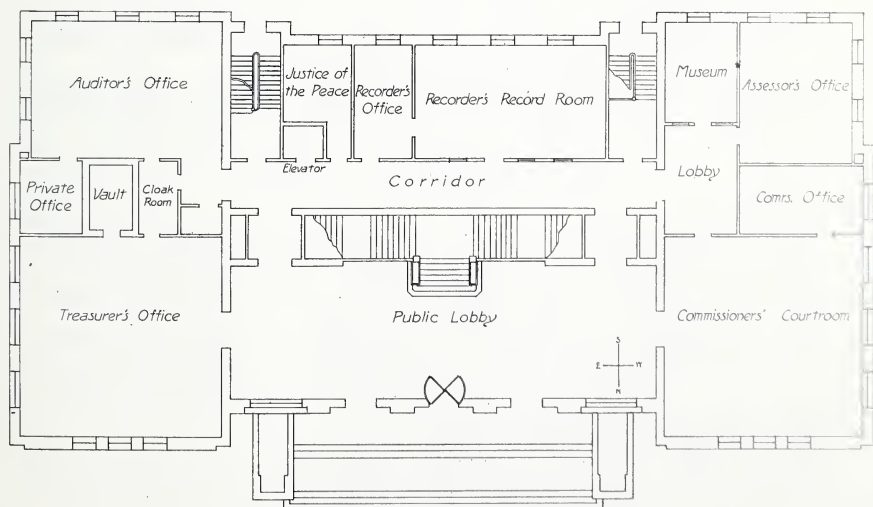 Auditor's Office
Justice of
the Peace
Recorder's
Office
Recorder's Record Room
Museum
Assessor's Office
Elevator
Corridor
Private
Office
Vault
Cloak
Room
Lobby
Comrs. Office
Treasurer's Office
Public Lobby
Commissioners' Courtroom
S
E W
N